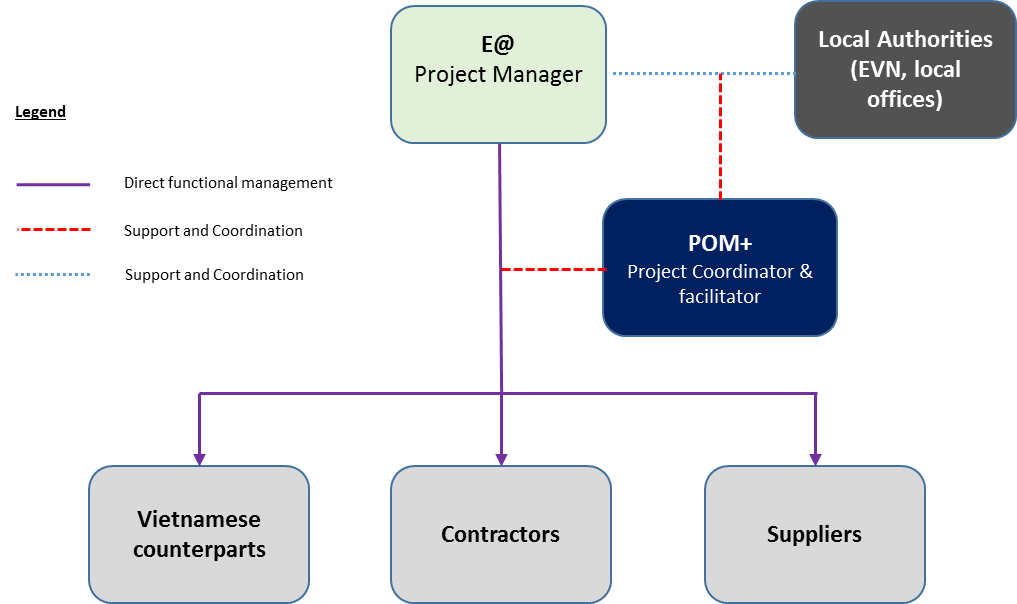 E@
Project Manager
Local Authorities
(EVN, local
offices)
Legend
Direct functional management
Support and Coordination
Support and Coordination
POM+
Project Coordinator &
facilitator
Vietnamese
counterparts
Contractors
Suppliers